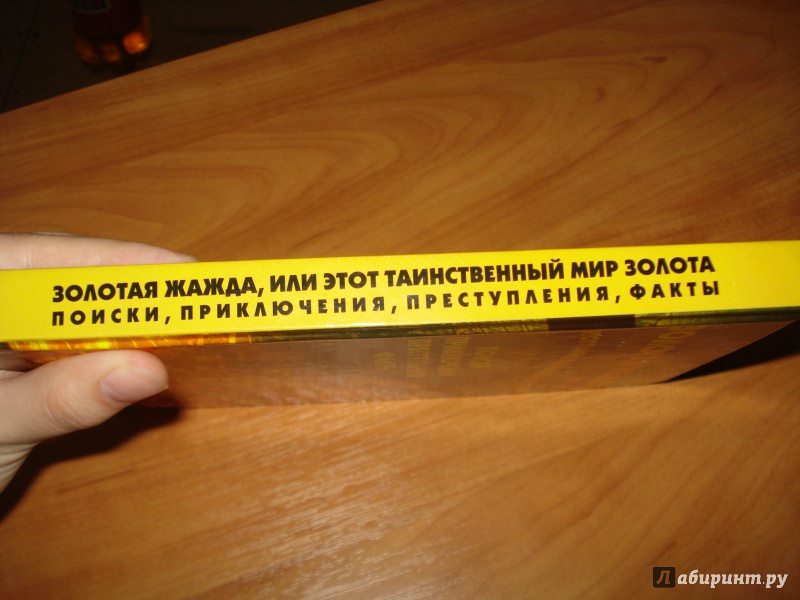 ЗОЛОТАЯ ЖАЖДА, ИЛИ ЭТОТ ТАИНСТВЕННЫЙ МИР ЗОЛОТА
ПОИСКИ, ПРИКЛЮЧЕНИЯ, ПРЕСТУПЛЕНИЯ, ФАКТЫ
Лабиринт.ру